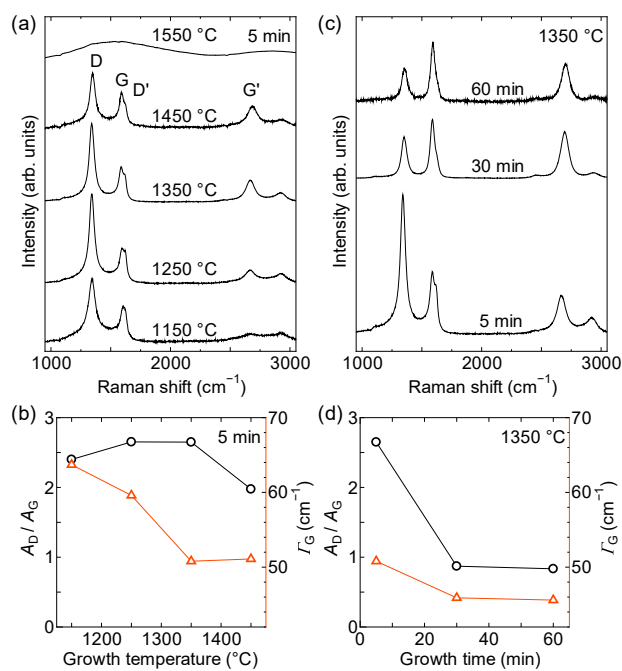 (a)
1550 °C
5 min
D
G
D'
G'
1450 °C
1350 °C
1250 °C
1150 °C
Intensity (arb. units)
1000
2000
3000
Raman shift (cm⁻¹)
(c)
1350 °C
60 min
30 min
5 min
Intensity (arb. units)
1000
2000
3000
Raman shift (cm⁻¹)
(b)
5 min
3
2
1
0
A_D / A_G
70
60
50
Γ_G (cm⁻¹)
1200
1300
1400
Growth temperature (°C)
(d)
1350 °C
3
2
1
0
A_D / A_G
70
60
50
Γ_G (cm⁻¹)
0
20
40
60
Growth time (min)